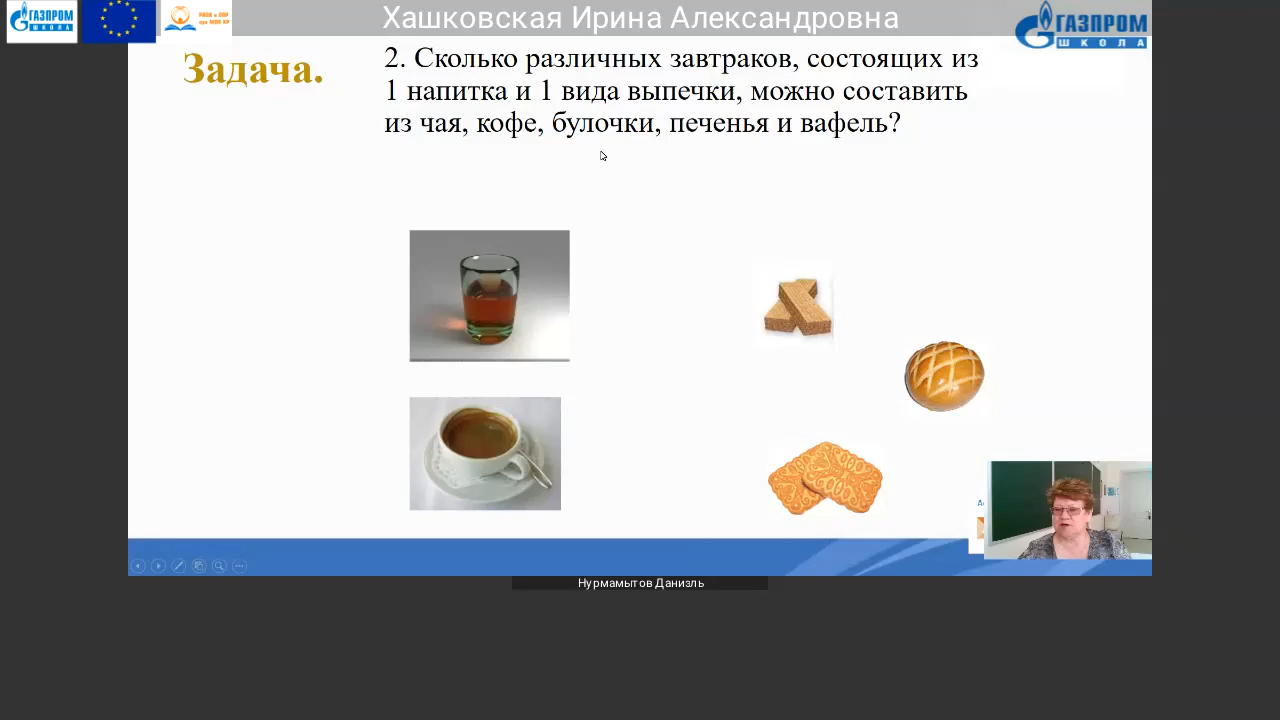 ГАЗПРОМ
ШКОЛА
Хашковская Ирина Александровна
ГАЗПРОМ
ШКОЛА
Задача.
2. Сколько различных завтраков, состоящих из
1 напитка и 1 вида выпечки, можно составить
из чая, кофе, булочки, печенья и вафель?
Нурмамытов Даниэль